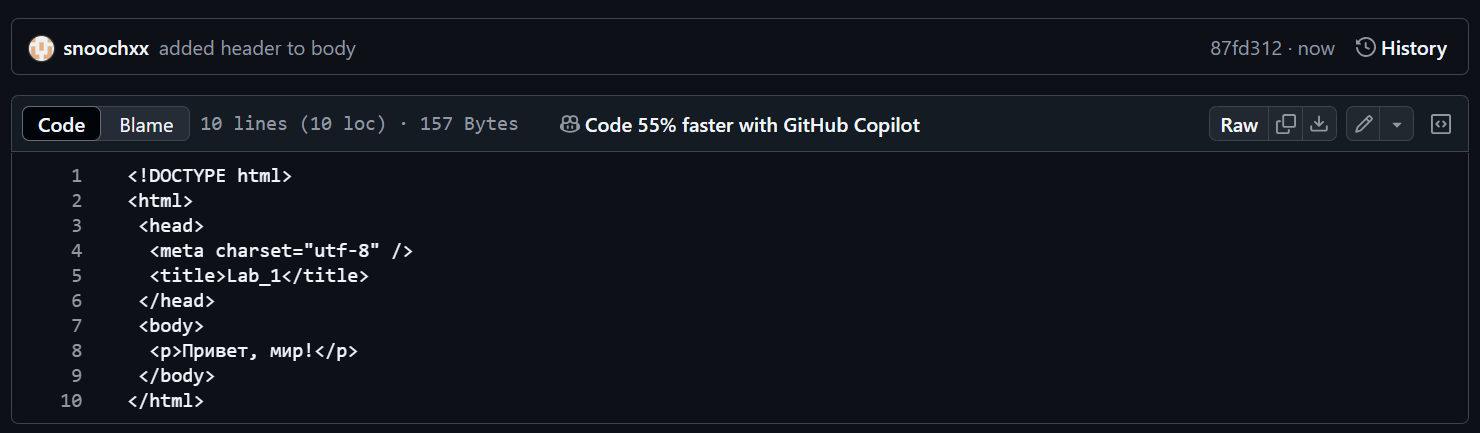 snoochxx added header to body 87fd312 · now History
Code Blame 10 lines (10 loc) · 157 Bytes Code 55% faster with GitHub Copilot Raw
1 <!DOCTYPE html>
2 <html>
3 <head>
4 <meta charset="utf-8" />
5 <title>Lab_1</title>
6 </head>
7 <body>
8 <p>Привет, мир!</p>
9 </body>
10 </html>